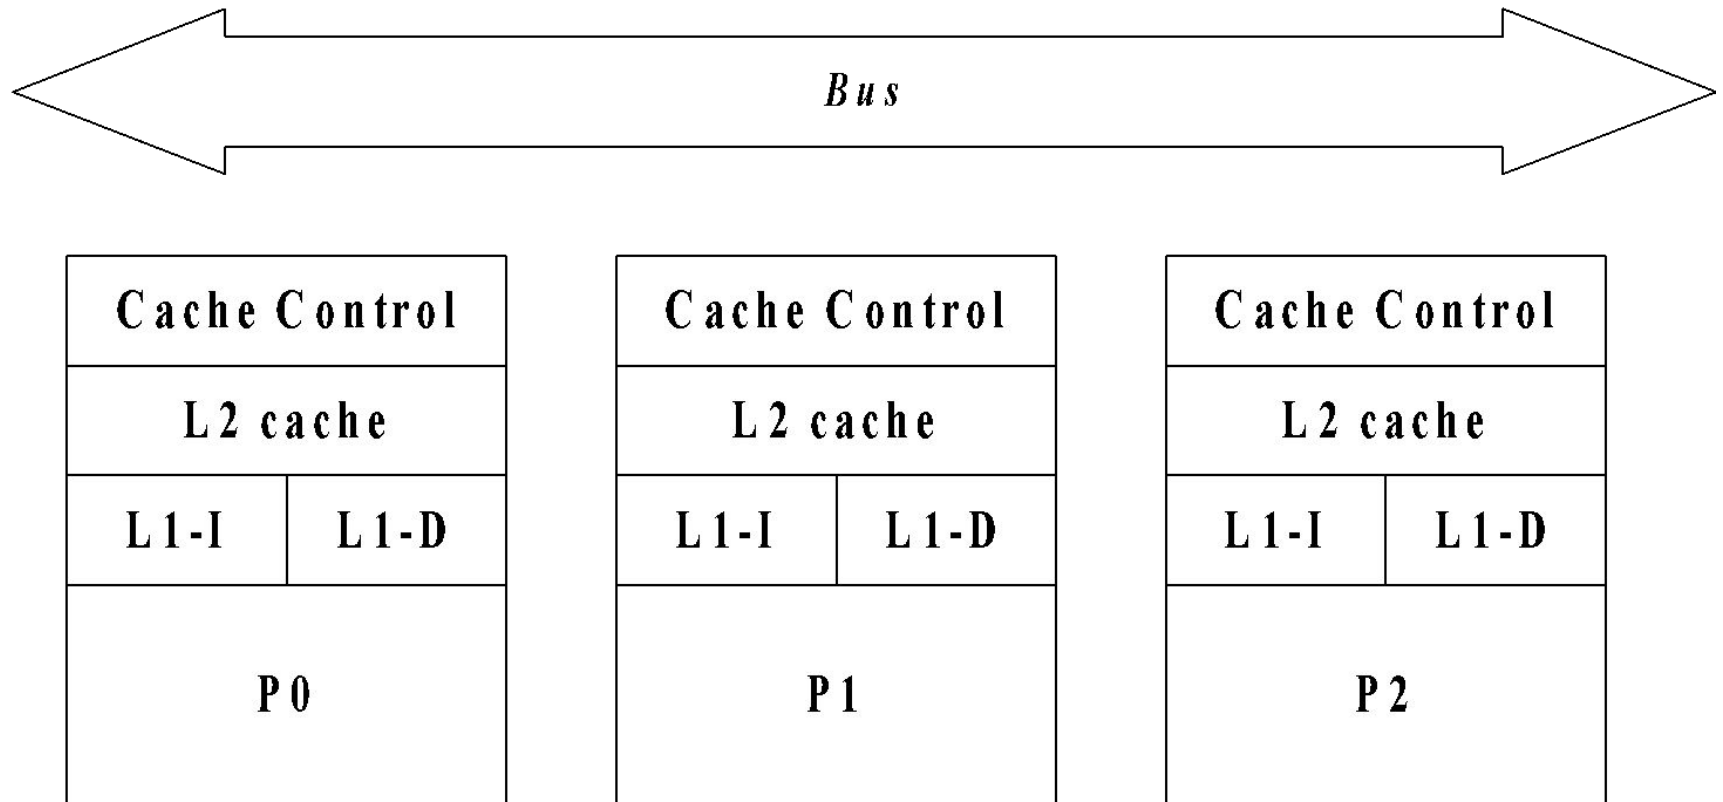 Bus
Cache Control
Cache Control
Cache Control
L2 cache
L2 cache
L2 cache
L1-I
L1-D
L1-I
L1-D
L1-I
L1-D
P0
P1
P2